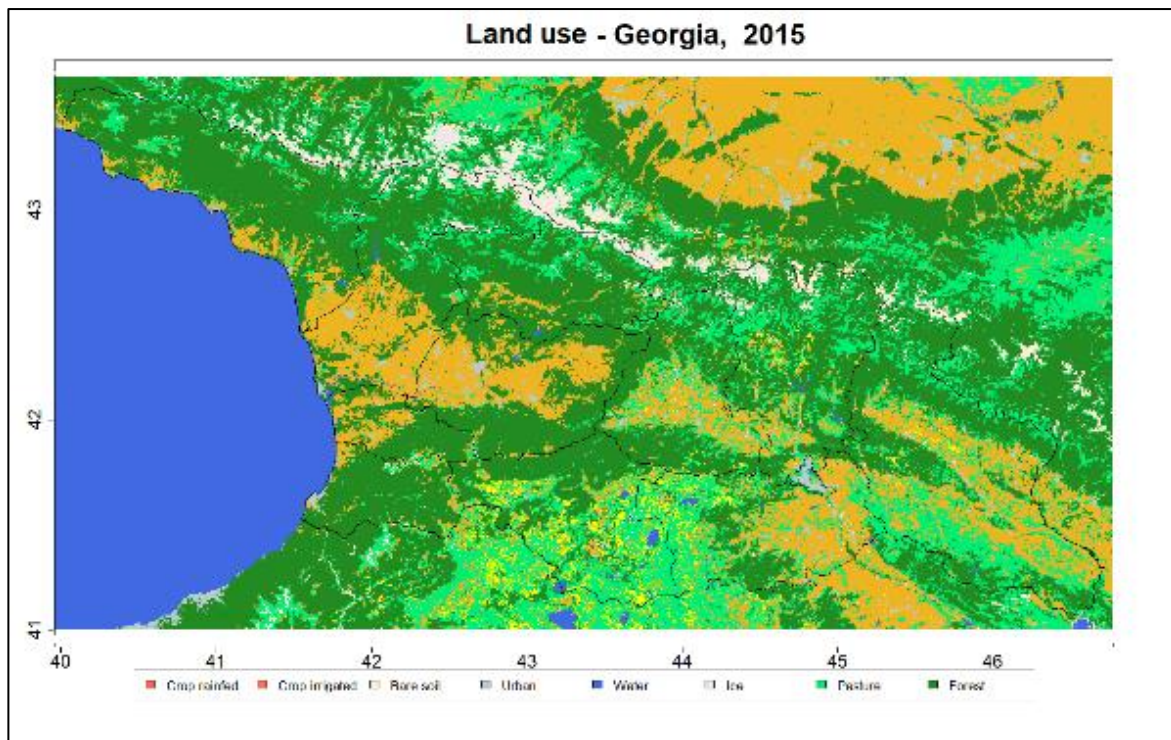 Land use - Georgia, 2015
43
42
41
40 41 42 43 44 45 46
Crop rainfed Crop irrigated Bare soil Urban Water Ice Pasture Forest